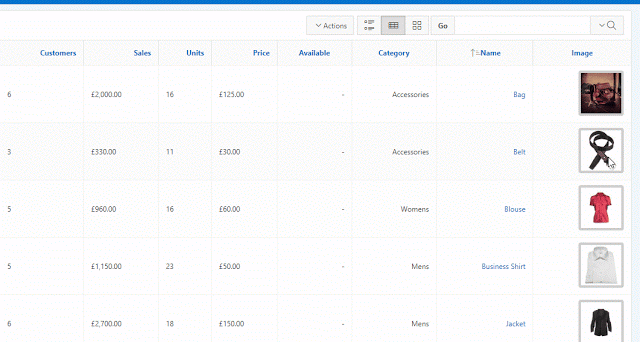 Actions Go
Customers Sales Units Price Available Category Name Image
6 £2,000.00 16 £125.00 - Accessories Bag
3 £330.00 11 £30.00 - Accessories Belt
5 £960.00 16 £60.00 - Womens Blouse
5 £1,150.00 23 £50.00 - Mens Business Shirt
6 £2,700.00 18 £150.00 - Mens Jacket